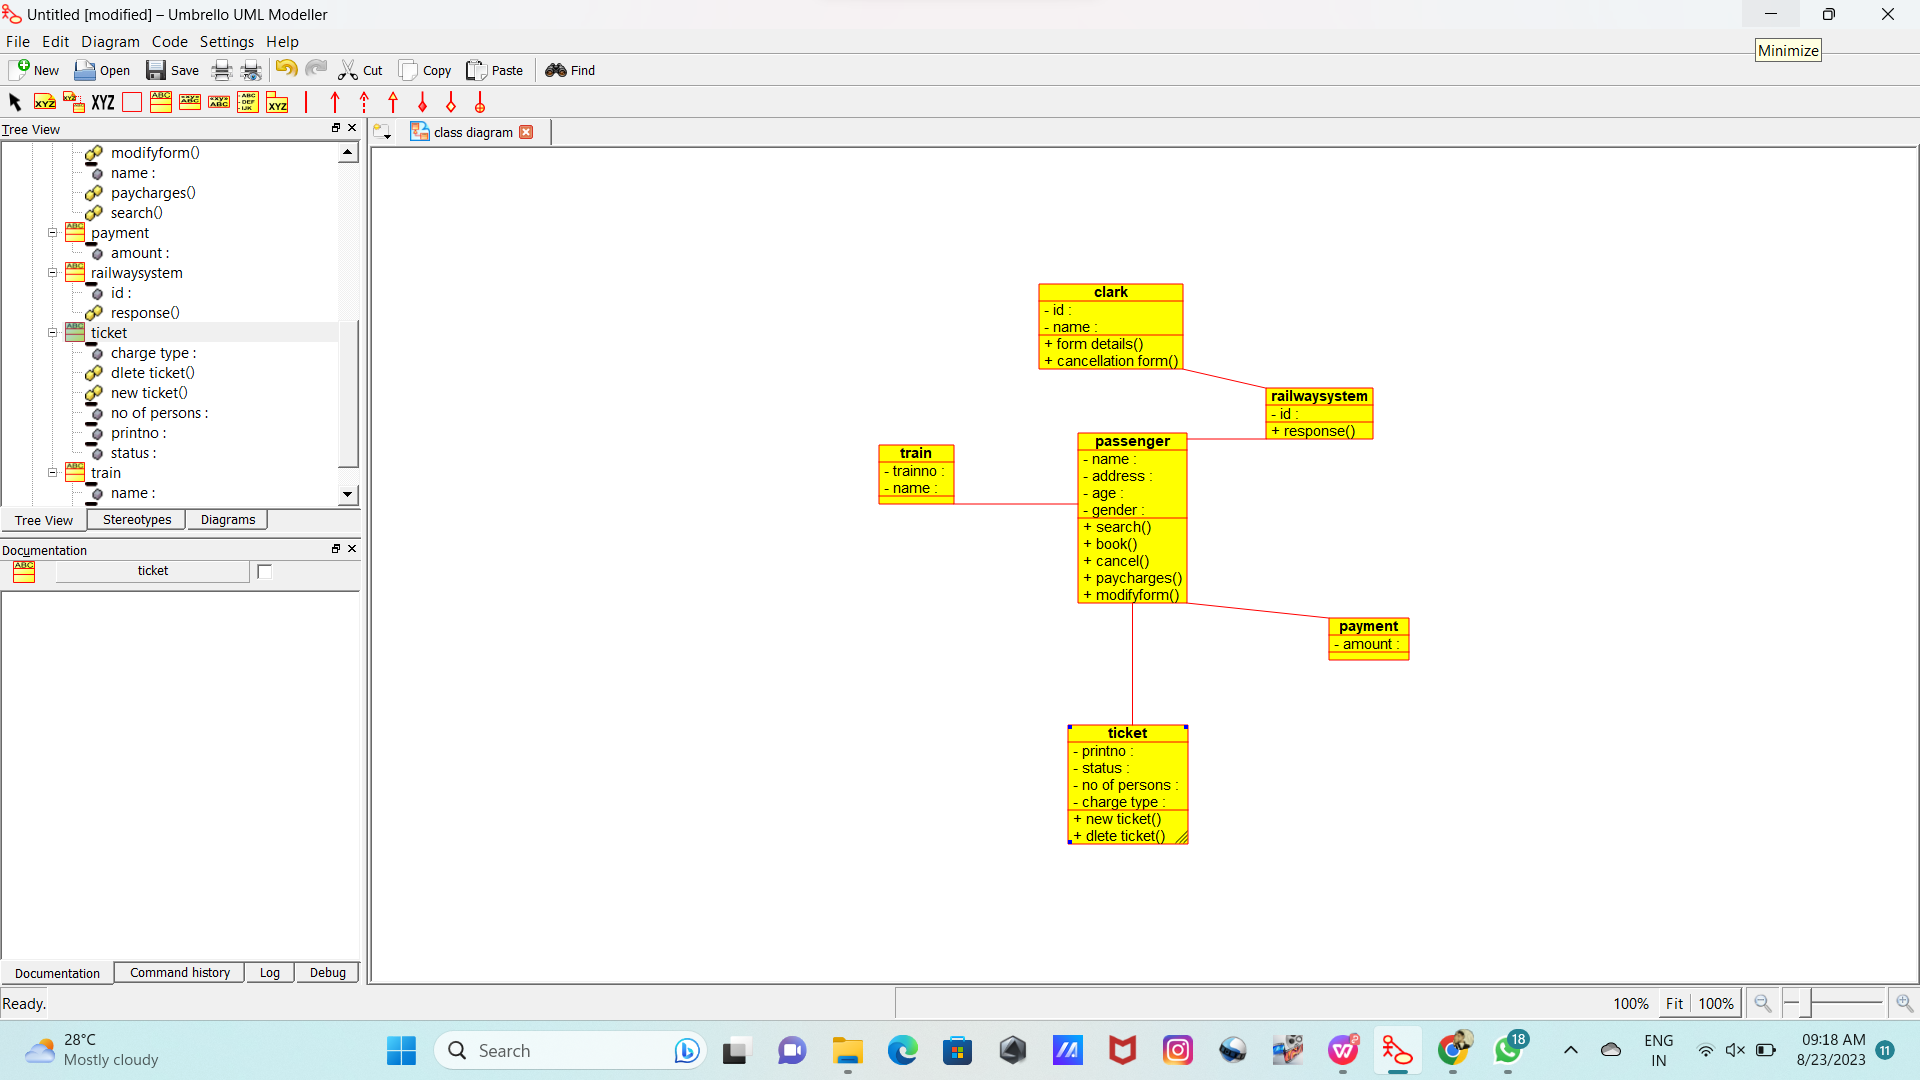 Untitled [modified] – Umbrello UML Modeller
File Edit Diagram Code Settings Help
Minimize
New Open Save Cut Copy Paste Find
XYZ XYZ ABC ABC XYZ
Tree View
class diagram
modifyform()
name :
paycharges()
search()
payment
amount :
railwaysystem
id :
response()
ticket
charge type :
dlete ticket()
new ticket()
no of persons :
printno :
status :
train
name :
Tree View Stereotypes Diagrams
Documentation
ticket
Documentation Command history Log Debug
clark
- id :
- name :
+ form details()
+ cancellation form()
railwaysystem
- id :
+ response()
train
- trainno :
- name :
passenger
- name :
- address :
- age :
- gender :
+ search()
+ book()
+ cancel()
+ paycharges()
+ modifyform()
payment
- amount :
ticket
- printno :
- status :
- no of persons :
- charge type :
+ new ticket()
+ dlete ticket()
Ready.
100% Fit 100%
28°C
Mostly cloudy
Search
18
ENG
IN
09:18 AM
8/23/2023
11